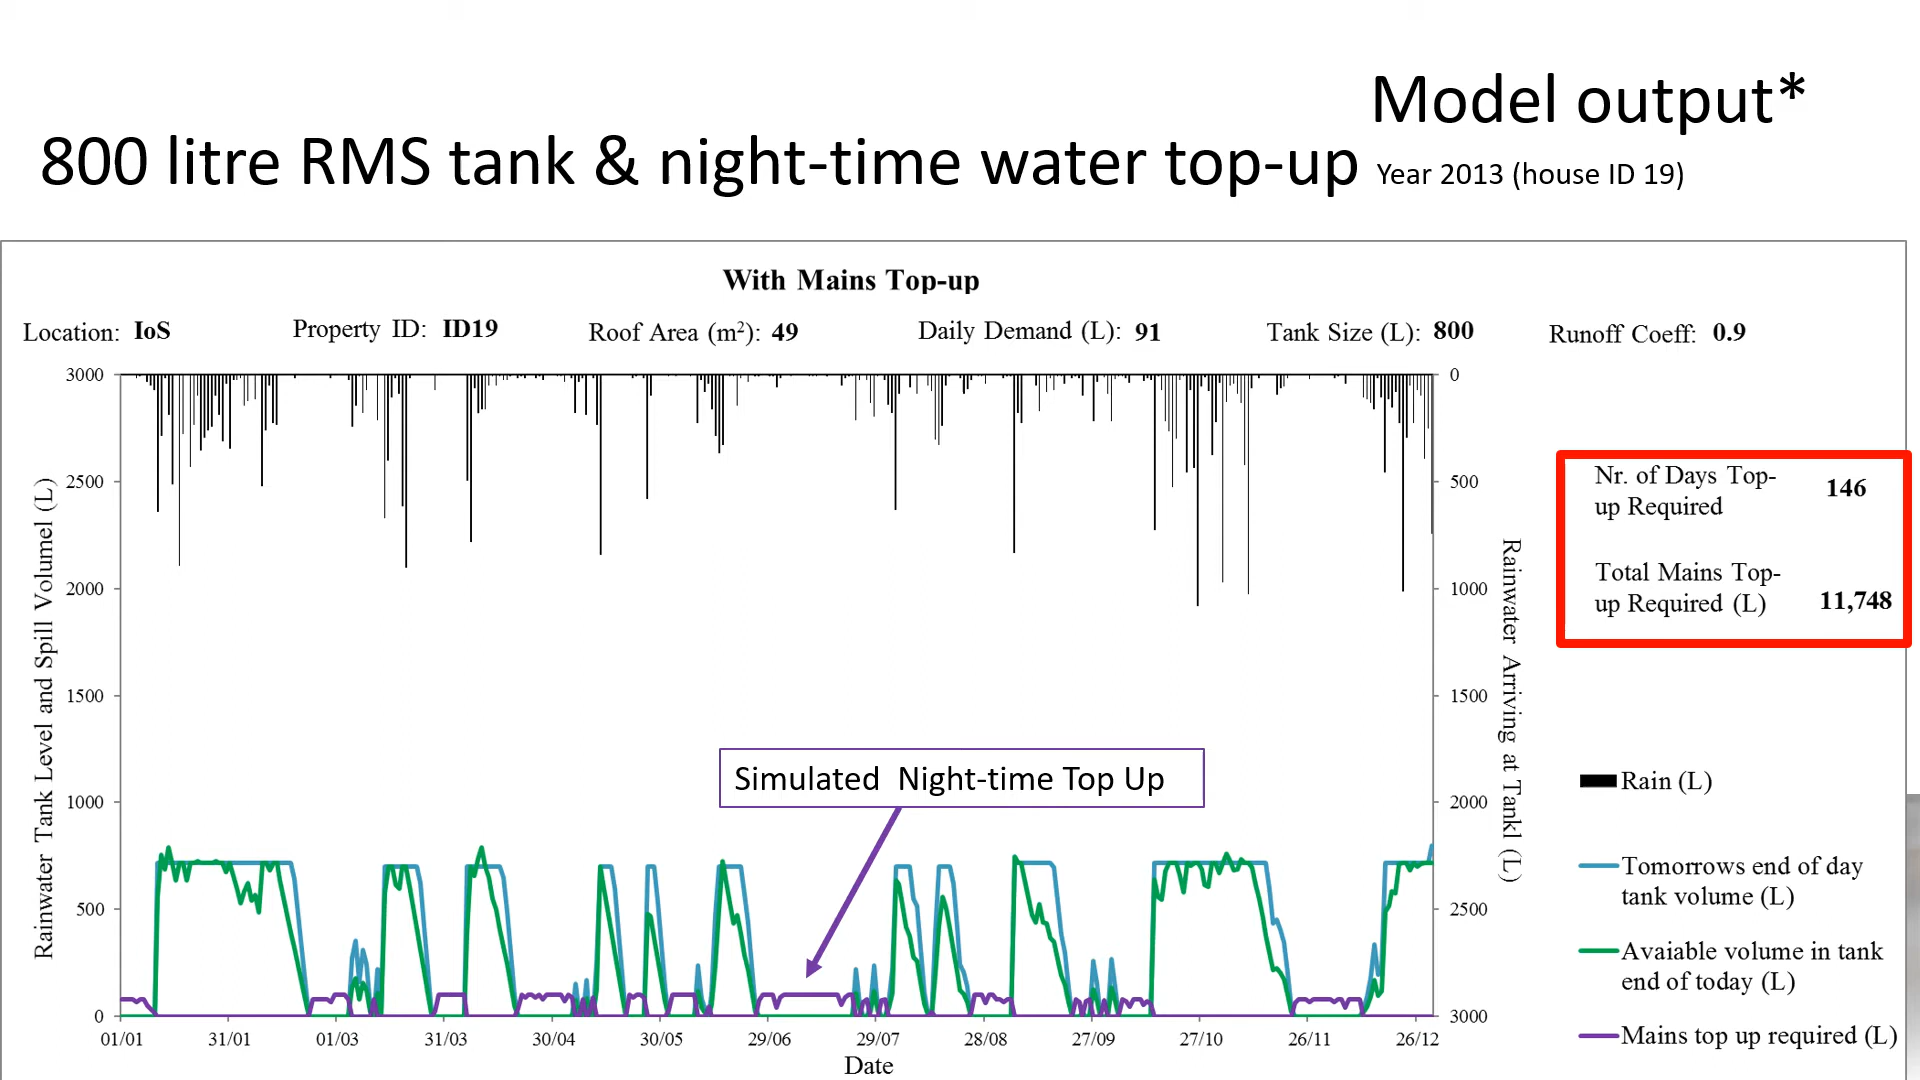 Model output*
800 litre RMS tank & night-time water top-up Year 2013 (house ID 19)
With Mains Top-up
Location: IoS Property ID: ID19 Roof Area (m²): 49 Daily Demand (L): 91 Tank Size (L): 800 Runoff Coeff: 0.9
Rainwater Tank Level and Spill Volumel (L)
3000
2500
2000
1500
1000
500
0
0
500
1000
1500
2000
2500
3000
Rainwater Arriving at Tankl (L)
Simulated Night-time Top Up
01/01 31/01 01/03 31/03 30/04 30/05 29/06 29/07 28/08 27/09 27/10 26/11 26/12
Date
Nr. of Days Top-
up Required
146
Total Mains Top-
up Required (L)
11,748
Rain (L)
Tomorrows end of day
tank volume (L)
Avaiable volume in tank
end of today (L)
Mains top up required (L)